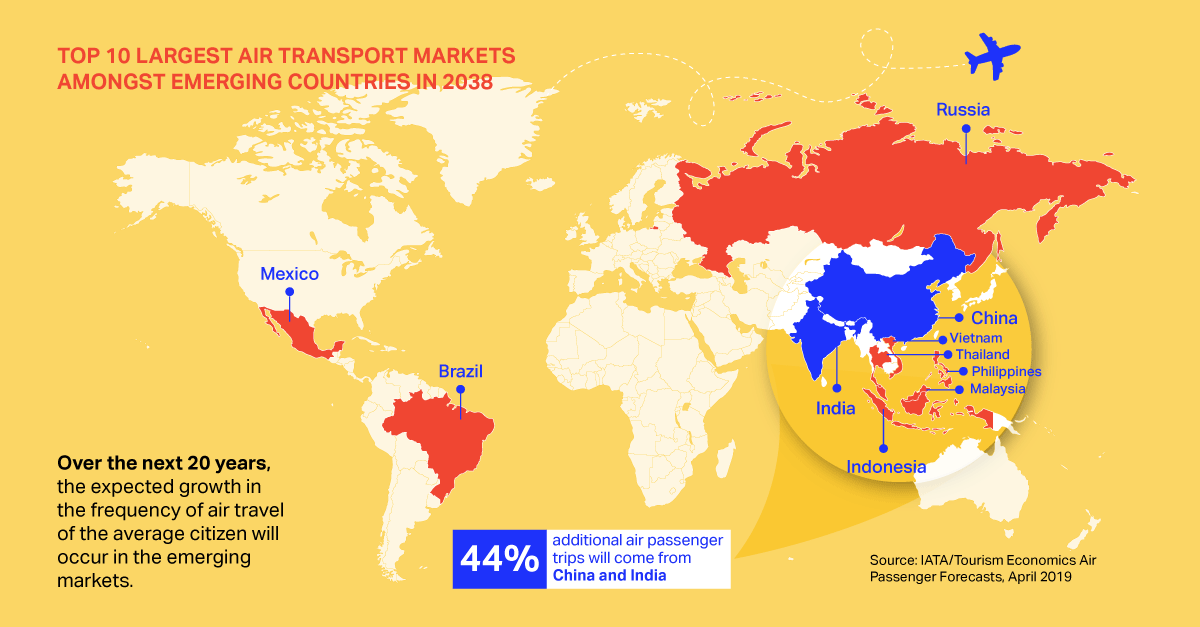 TOP 10 LARGEST AIR TRANSPORT MARKETS
AMONGST EMERGING COUNTRIES IN 2038
Russia
Mexico
China
Vietnam
Thailand
Philippines
Malaysia
Brazil
India
Indonesia
Over the next 20 years,
the expected growth in
the frequency of air travel
of the average citizen will
occur in the emerging
markets.
44%
additional air passenger
trips will come from
China and India
Source: IATA/Tourism Economics Air
Passenger Forecasts, April 2019